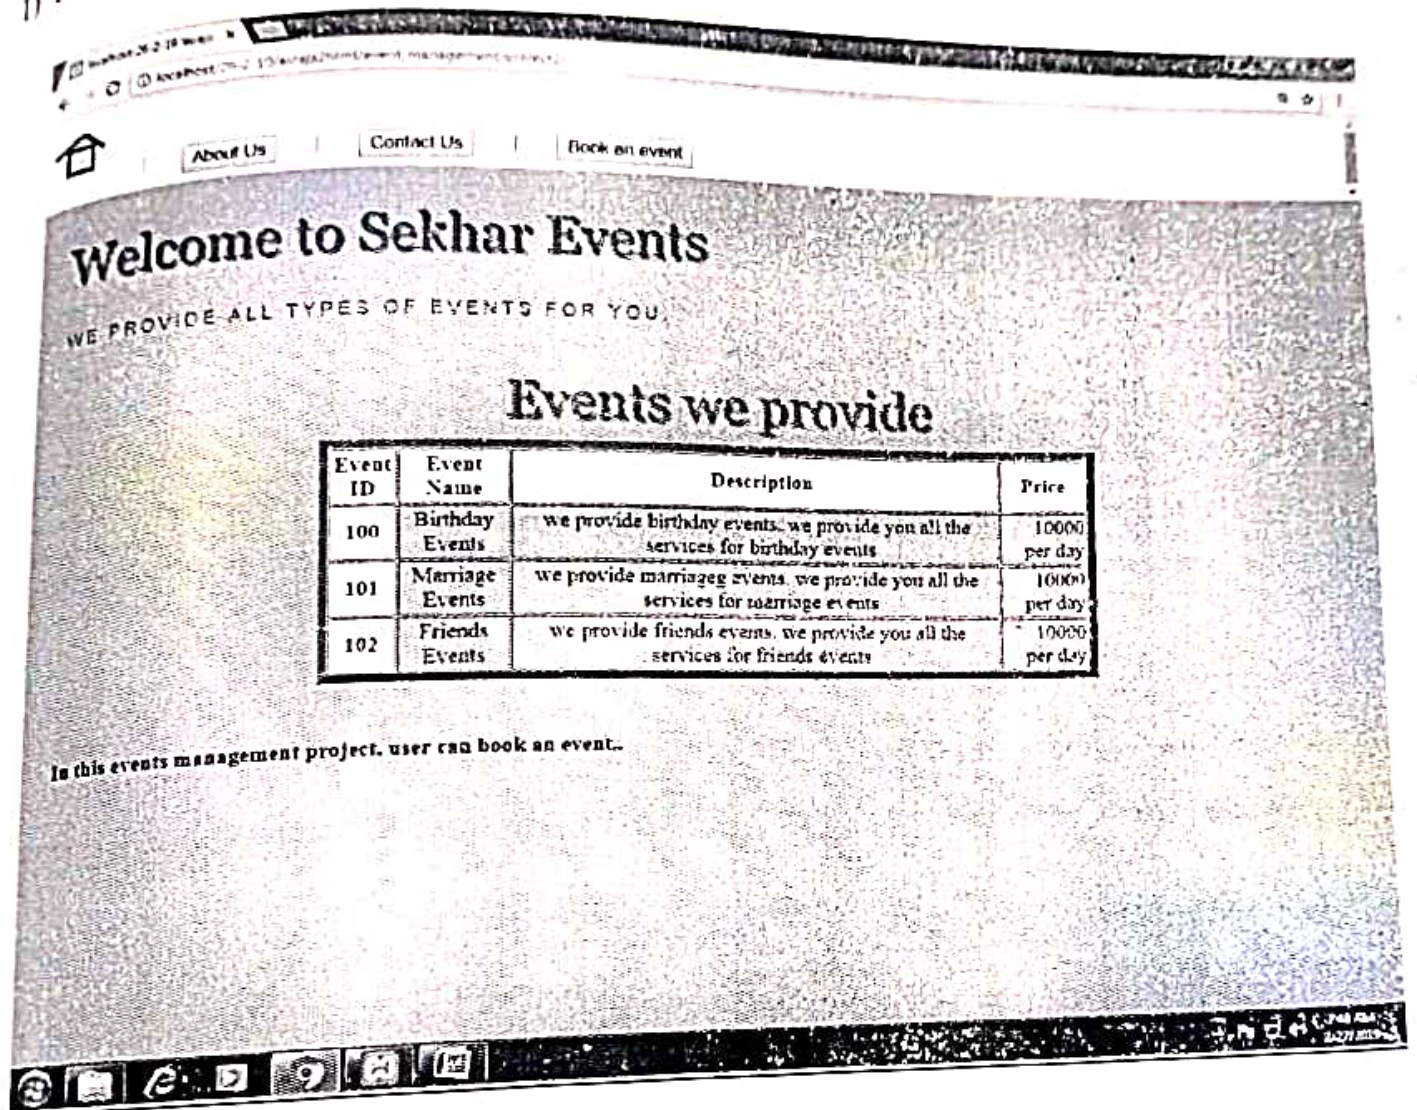 About Us | Contact Us | Book an event
Welcome to Sekhar Events
WE PROVIDE ALL TYPES OF EVENTS FOR YOU
Events we provide
Event ID Event Name Description Price
100 Birthday Events we provide birthday events. we provide you all the services for birthday events 10000 per day
101 Marriage Events we provide marriageg events. we provide you all the services for marriage events 10000 per day
102 Friends Events we provide friends events. we provide you all the services for friends events 10000 per day
In this events management project, user can book an event..